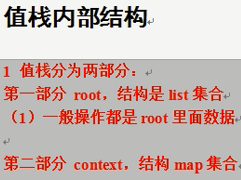 值栈内部结构
1 值栈分为两部分：
第一部分 root，结构是 list 集合
（1）一般操作都是 root 里面数据
第二部分 context，结构 map 集合